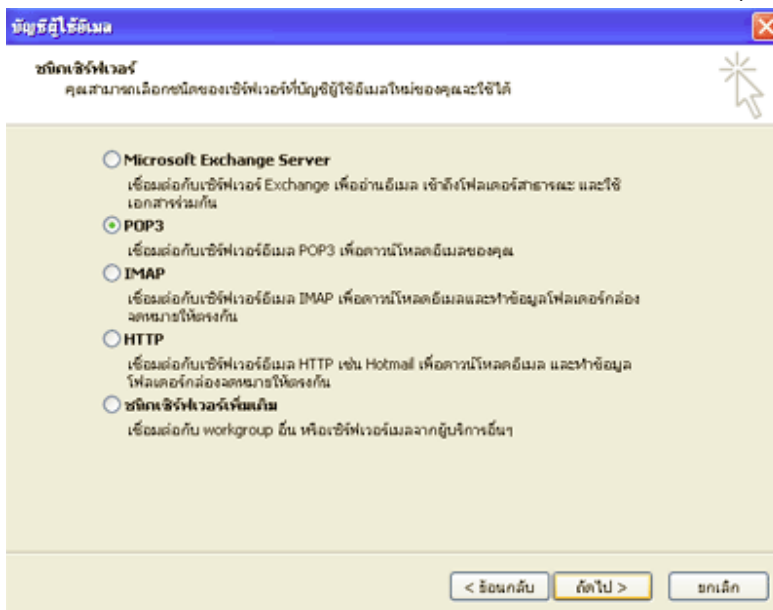 บัญชีผู้ใช้อีเมล
ชนิดเซิร์ฟเวอร์
คุณสามารถเลือกชนิดของเซิร์ฟเวอร์ที่บัญชีผู้ใช้อีเมลใหม่ของคุณจะใช้ได้
Microsoft Exchange Server
เชื่อมต่อกับเซิร์ฟเวอร์ Exchange เพื่ออ่านอีเมล เข้าถึงโฟลเดอร์สาธารณะ และใช้
เอกสารร่วมกัน
POP3
เชื่อมต่อกับเซิร์ฟเวอร์อีเมล POP3 เพื่อดาวน์โหลดอีเมลของคุณ
IMAP
เชื่อมต่อกับเซิร์ฟเวอร์อีเมล IMAP เพื่อดาวน์โหลดอีเมลและทำข้อมูลโฟลเดอร์กล่อง
จดหมายให้ตรงกัน
HTTP
เชื่อมต่อกับเซิร์ฟเวอร์อีเมล HTTP เช่น Hotmail เพื่อดาวน์โหลดอีเมล และทำข้อมูล
โฟลเดอร์กล่องจดหมายให้ตรงกัน
ชนิดเซิร์ฟเวอร์เพิ่มเติม
เชื่อมต่อกับ workgroup อื่น หรือเซิร์ฟเวอร์เมลจากผู้บริการอื่นๆ
< ย้อนกลับ
ถัดไป >
ยกเลิก